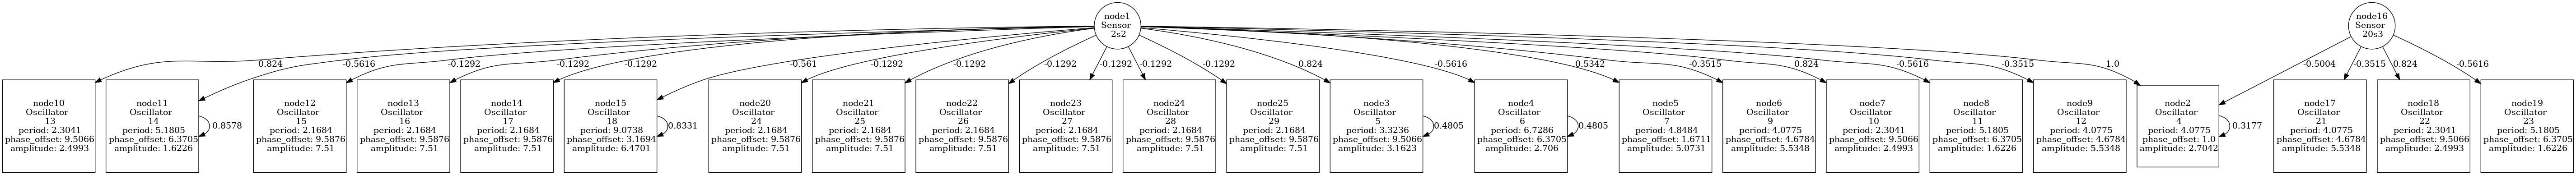 node1
Sensor
2s2
node16
Sensor
20s3
0.824
-0.5616
-0.1292
-0.1292
-0.1292
-0.561
-0.1292
-0.1292
-0.1292
-0.1292
-0.1292
-0.1292
0.824
-0.5616
0.5342
-0.3515
0.824
-0.5616
-0.3515
1.0
-0.5004
-0.3515
0.824
-0.5616
node10
Oscillator
13
period: 2.3041
phase_offset: 9.5066
amplitude: 2.4993
node11
Oscillator
14
period: 5.1805
phase_offset: 6.3705
amplitude: 1.6226
-0.8578
node12
Oscillator
15
period: 2.1684
phase_offset: 9.5876
amplitude: 7.51
node13
Oscillator
16
period: 2.1684
phase_offset: 9.5876
amplitude: 7.51
node14
Oscillator
17
period: 2.1684
phase_offset: 9.5876
amplitude: 7.51
node15
Oscillator
18
period: 9.0738
phase_offset: 3.1694
amplitude: 6.4701
0.8331
node20
Oscillator
24
period: 2.1684
phase_offset: 9.5876
amplitude: 7.51
node21
Oscillator
25
period: 2.1684
phase_offset: 9.5876
amplitude: 7.51
node22
Oscillator
26
period: 2.1684
phase_offset: 9.5876
amplitude: 7.51
node23
Oscillator
27
period: 2.1684
phase_offset: 9.5876
amplitude: 7.51
node24
Oscillator
28
period: 2.1684
phase_offset: 9.5876
amplitude: 7.51
node25
Oscillator
29
period: 2.1684
phase_offset: 9.5876
amplitude: 7.51
node3
Oscillator
5
period: 3.3236
phase_offset: 9.5066
amplitude: 3.1623
0.4805
node4
Oscillator
6
period: 6.7286
phase_offset: 6.3705
amplitude: 2.706
0.4805
node5
Oscillator
7
period: 4.8484
phase_offset: 1.6711
amplitude: 5.0731
node6
Oscillator
9
period: 4.0775
phase_offset: 4.6784
amplitude: 5.5348
node7
Oscillator
10
period: 2.3041
phase_offset: 9.5066
amplitude: 2.4993
node8
Oscillator
11
period: 5.1805
phase_offset: 6.3705
amplitude: 1.6226
node9
Oscillator
12
period: 4.0775
phase_offset: 4.6784
amplitude: 5.5348
node2
Oscillator
4
period: 4.0775
phase_offset: 1.0
amplitude: 2.7042
-0.3177
node17
Oscillator
21
period: 4.0775
phase_offset: 4.6784
amplitude: 5.5348
node18
Oscillator
22
period: 2.3041
phase_offset: 9.5066
amplitude: 2.4993
node19
Oscillator
23
period: 5.1805
phase_offset: 6.3705
amplitude: 1.6226